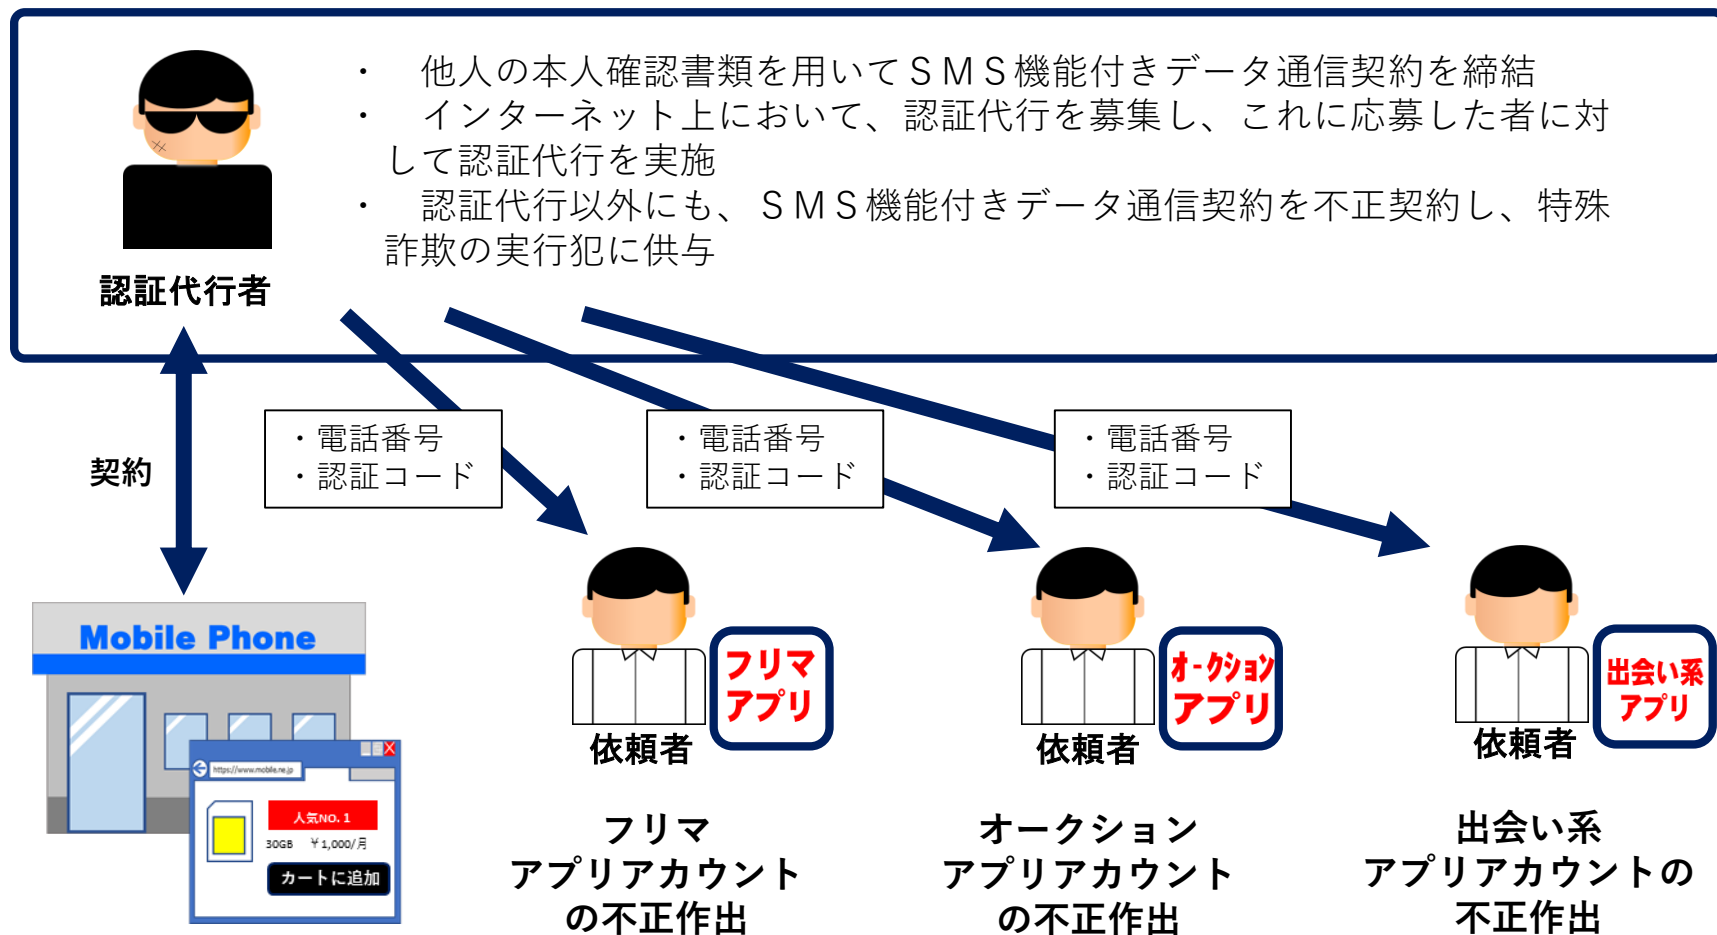 ・　他人の本人確認書類を用いてＳＭＳ機能付きデータ通信契約を締結
・　インターネット上において、認証代行を募集し、これに応募した者に対
して認証代行を実施
・　認証代行以外にも、ＳＭＳ機能付きデータ通信契約を不正契約し、特殊
詐欺の実行犯に供与
認証代行者
契約
・電話番号
・認証コード
・電話番号
・認証コード
・電話番号
・認証コード
Mobile Phone
https://www.mobile.ne.jp
人気NO. 1
30GB　￥1,000/月
カートに追加
フリマ
アプリ
依頼者
フリマ
アプリアカウント
の不正作出
オークション
アプリ
依頼者
オークション
アプリアカウント
の不正作出
出会い系
アプリ
依頼者
出会い系
アプリアカウントの
不正作出